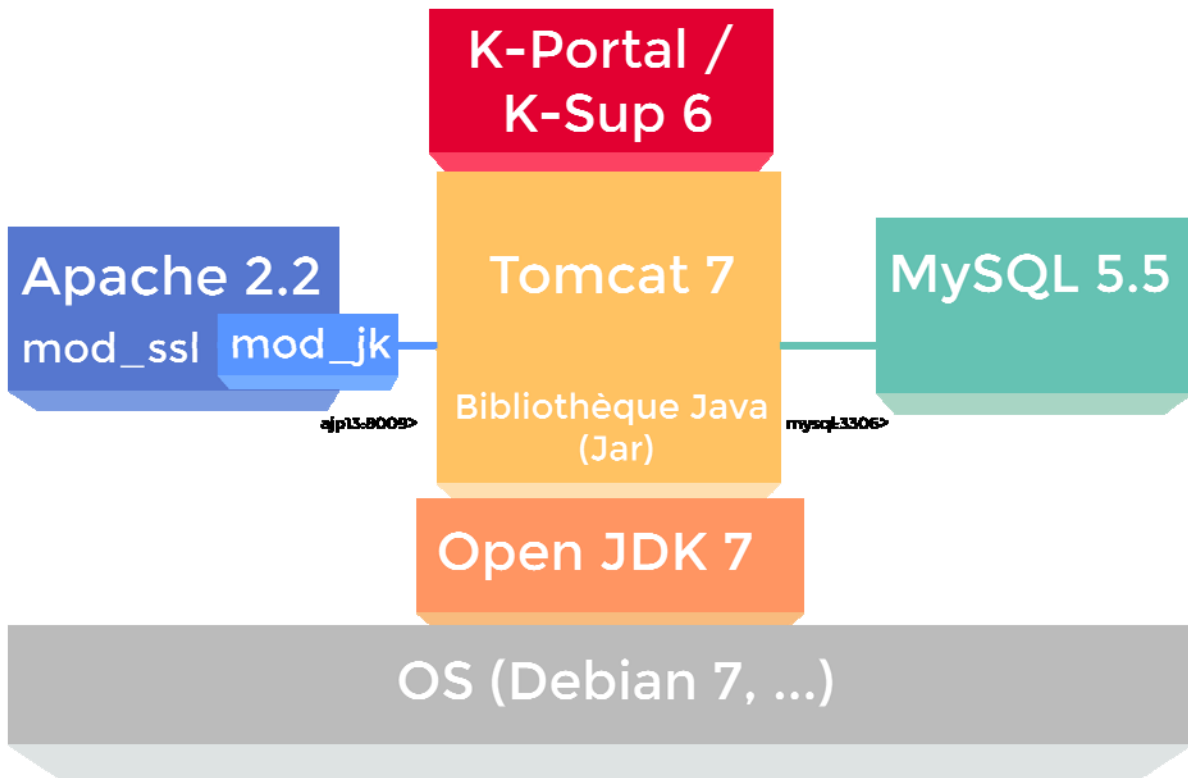 K-Portal /
K-Sup 6
Apache 2.2
mod_ssl
mod_jk
Tomcat 7
MySQL 5.5
Bibliothèque Java
(Jar)
ajp13:8009>
mysql:3306>
Open JDK 7
OS (Debian 7, ...)